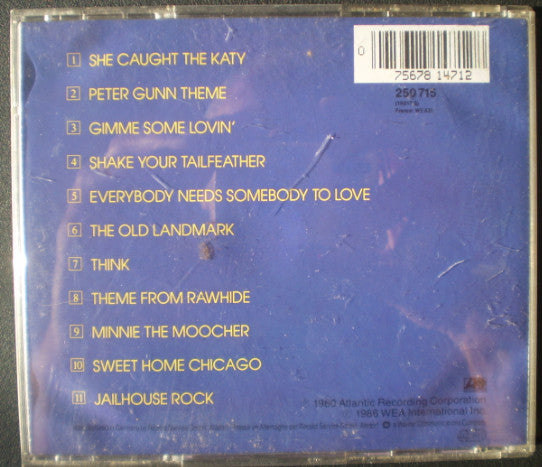 1 SHE CAUGHT THE KATY
2 PETER GUNN THEME
3 GIMME SOME LOVIN'
4 SHAKE YOUR TAILFEATHER
5 EVERYBODY NEEDS SOMEBODY TO LOVE
6 THE OLD LANDMARK
7 THINK
8 THEME FROM RAWHIDE
9 MINNIE THE MOOCHER
10 SWEET HOME CHICAGO
11 JAILHOUSE ROCK
0
75678 14712
250 715
℗ 1980 Atlantic Recording Corporation
© 1986 WEA International Inc.